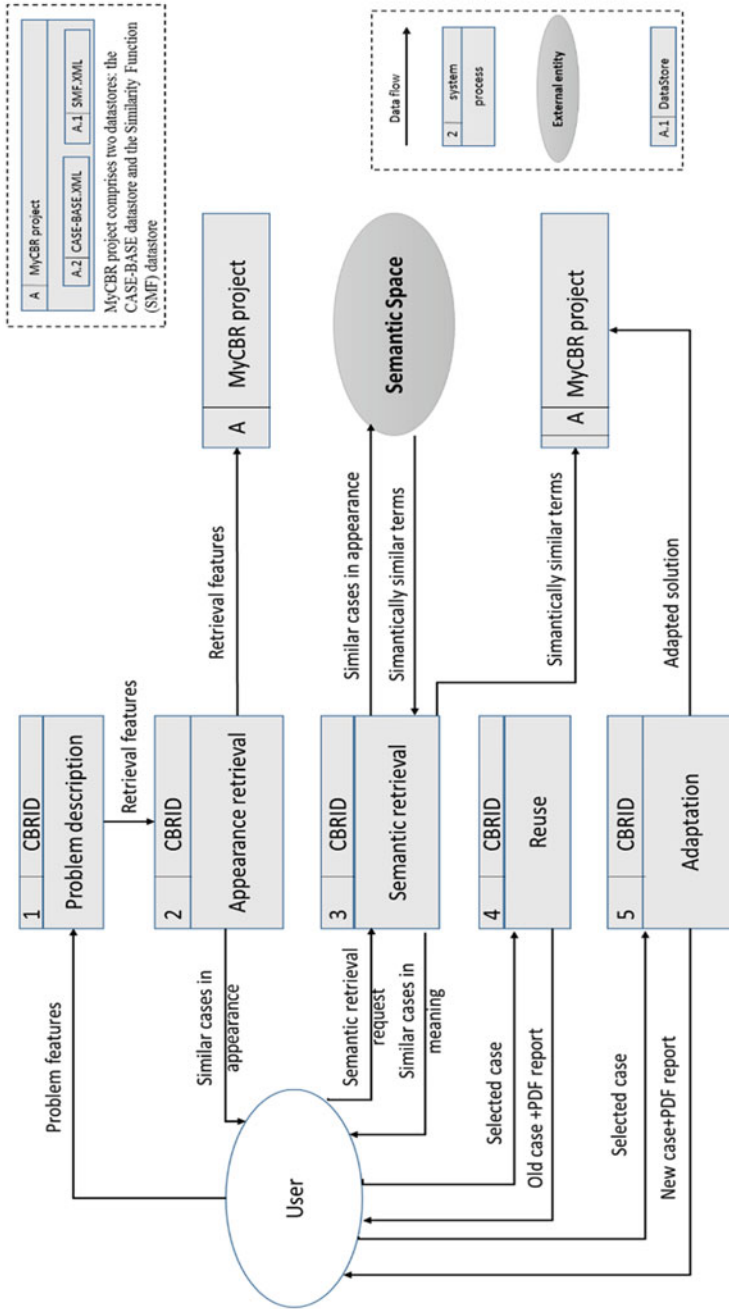 A MyCBR project
A.2 CASE-BASE.XML A.1 SMF.XML
MyCBR project comprises two datastores: the
CASE-BASE datastore and the Similarity Function
(SMF) datastore
Data flow
2 system
process
External entity
A.1 DataStore
User
Problem features
1 CBRID
Problem description
Retrieval features
2 CBRID
Appearance retrieval
Similar cases in
appearance
Retrieval features
A MyCBR project
Semantic retrieval
request
3 CBRID
Semantic retrieval
Similar cases in
meaning
Similar cases in appearance
Simantically similar terms
Semantic Space
Simantically similar terms
A MyCBR project
Selected case
4 CBRID
Reuse
Old case +PDF report
Selected case
5 CBRID
Adaptation
New case+PDF report
Adapted solution